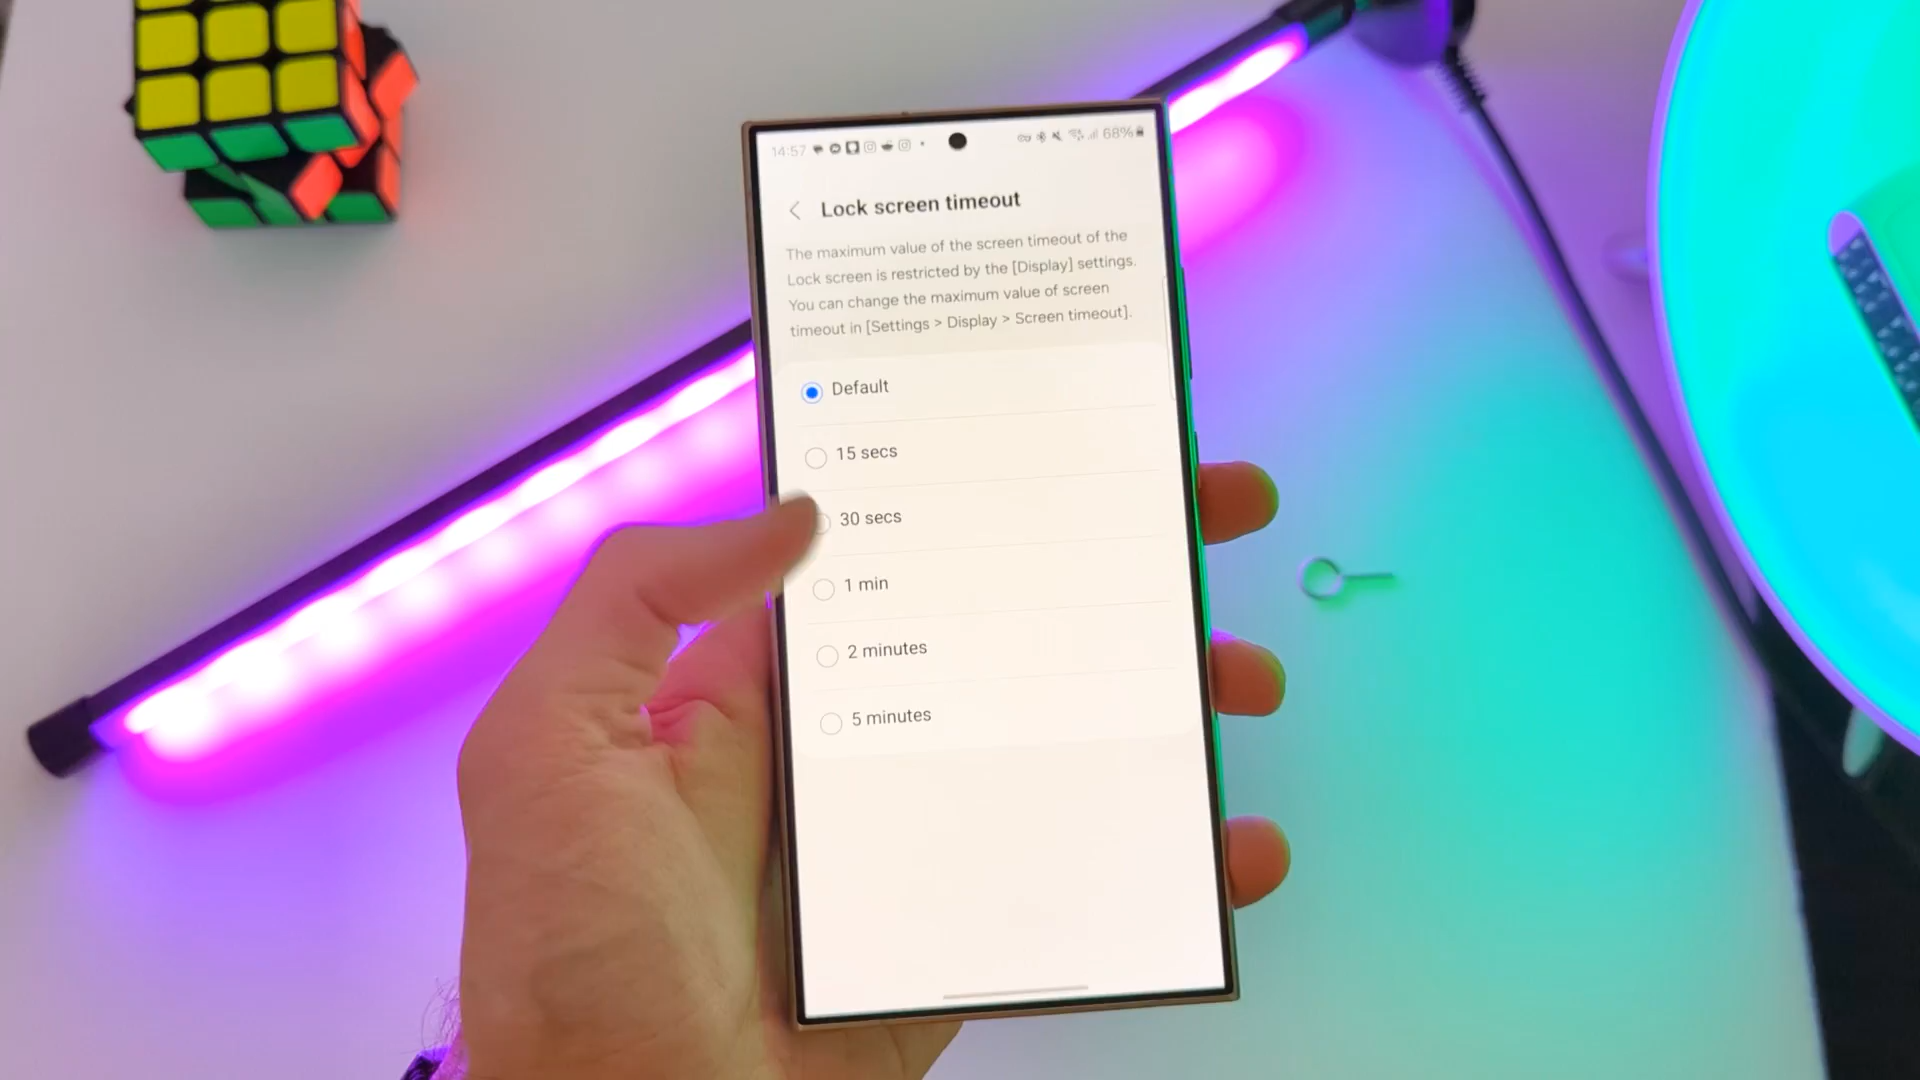 14:57 68%
Lock screen timeout
The maximum value of the screen timeout of the
Lock screen is restricted by the [Display] settings.
You can change the maximum value of screen
timeout in [Settings > Display > Screen timeout].
Default
15 secs
30 secs
1 min
2 minutes
5 minutes